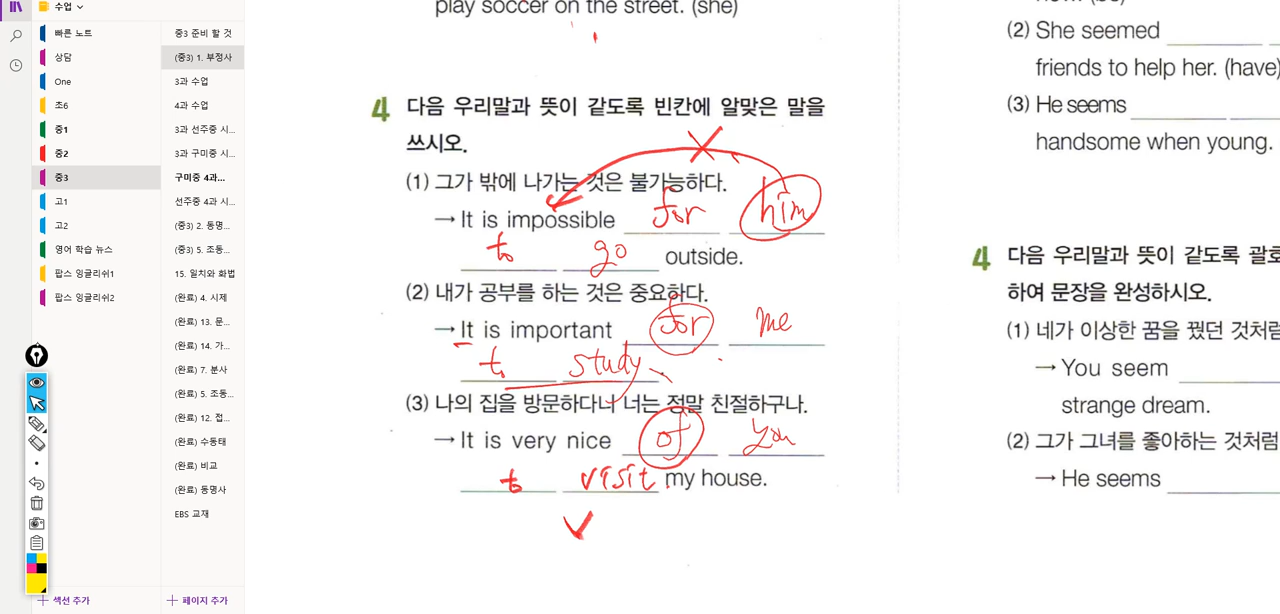 수업
빠른 노트
상담
One
초6
중1
중2
중3
고1
고2
영어 학습 뉴스
팝스 잉글리쉬1
팝스 잉글리쉬2
섹션 추가
중3 준비 할 것
(중3) 1. 부정사
3과 수업
4과 수업
3과 선주중 시...
3과 구미중 시...
구미중 4과...
선주중 4과 시...
(중3) 2. 동명...
(중3) 5. 조동...
15. 일치와 화법
(완료) 4. 시제
(완료) 13. 문...
(완료) 14. 가...
(완료) 7. 분사
(완료) 5. 조동...
(완료) 12. 접...
(완료) 수동태
(완료) 비교
(완료) 동명사
EBS 교재
페이지 추가
play soccer on the street. (she)
4 다음 우리말과 뜻이 같도록 빈칸에 알맞은 말을
쓰시오.
(1) 그가 밖에 나가는 것은 불가능하다.
→ It is impossible for him
to go outside.
(2) 내가 공부를 하는 것은 중요하다.
→ It is important for me
to study.
(3) 나의 집을 방문하다니 너는 정말 친절하구나.
→ It is very nice of you
to visit my house.
(2) She seemed
friends to help her. (have)
(3) He seems
handsome when young.
4 다음 우리말과 뜻이 같도록 괄호
하여 문장을 완성하시오.
(1) 네가 이상한 꿈을 꿨던 것처럼
→ You seem
strange dream.
(2) 그가 그녀를 좋아하는 것처럼
→ He seems